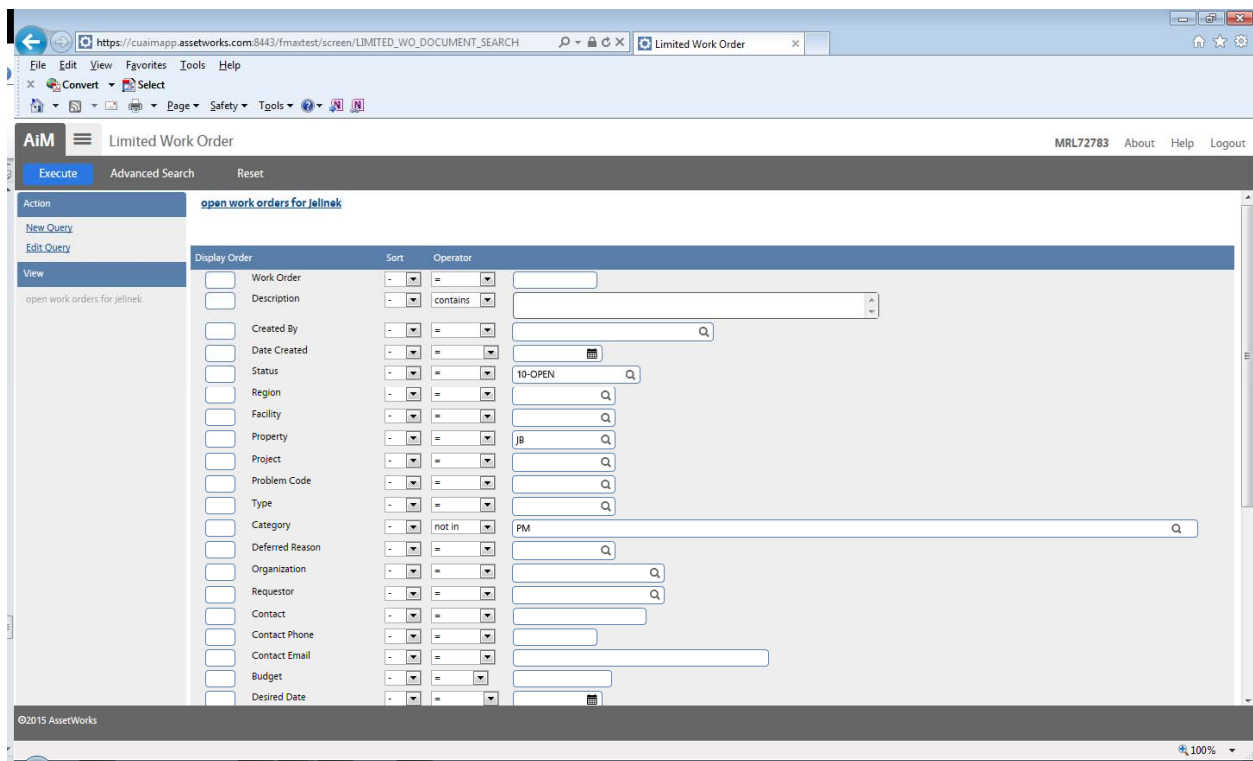 https://cuaimapp.assetworks.com:8443/fmaxtest/screen/LIMITED_WO_DOCUMENT_SEARCH Limited Work Order
File Edit View Favorites Tools Help
x Convert Select
Page Safety Tools
AiM Limited Work Order MRL72783 About Help Logout
Execute Advanced Search Reset
Action open work orders for Jelinek
New Query
Edit Query
Display Order Sort Operator
View
Work Order - =
open work orders for jelinek
Description - contains
Created By - =
Date Created - =
Status - = 10-OPEN
Region - =
Facility - =
Property - = JB
Project - =
Problem Code - =
Type - =
Category - not in PM
Deferred Reason - =
Organization - =
Requestor - =
Contact - =
Contact Phone - =
Contact Email - =
Budget - =
Desired Date - =
©2015 AssetWorks
100%